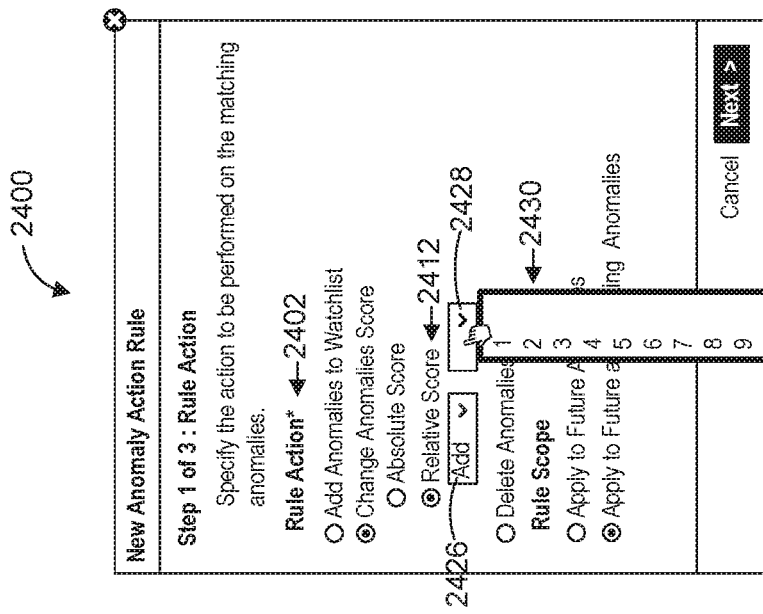 2400
New Anomaly Action Rule
Step 1 of 3 : Rule Action
Specify the action to be performed on the matching
anomalies.
Rule Action* 2402
Add Anomalies to Watchlist
Change Anomalies Score
Absolute Score
Relative Score 2412
2426 Add 2428
Delete Anomalies
Rule Scope
Apply to Future A s
Apply to Future a ing Anomalies
1
2
3
4
5
6
7
8
9
2430
Cancel Next >